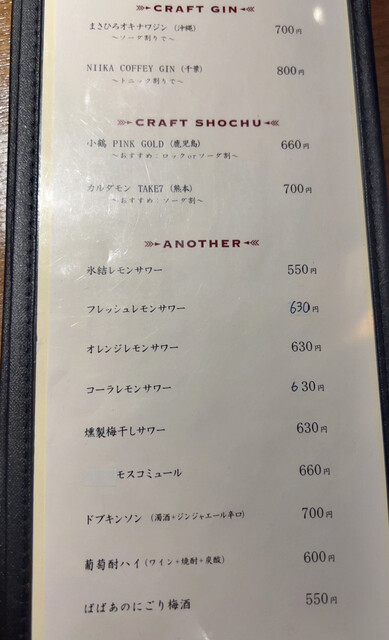 CRAFT GIN
まさひろオキナワジン (沖縄) 700円
～ソーダ割りで～
NIIKA COFFEY GIN (千葉) 800円
～トニック割りで～
CRAFT SHOCHU
小鶴 PINK GOLD (鹿児島) 660円
～おすすめ：ロックorソーダ割～
カルダモン TAKE7 (熊本) 700円
～おすすめ：ソーダ割～
ANOTHER
氷結レモンサワー 550円
フレッシュレモンサワー 630円
オレンジレモンサワー 630円
コーラレモンサワー 630円
燻製梅干しサワー 630円
モスコミュール 660円
ドブキンソン (濁酒+ジンジャエール辛口) 700円
葡萄酎ハイ (ワイン+焼酎+炭酸) 600円
ばばあのにごり梅酒 550円